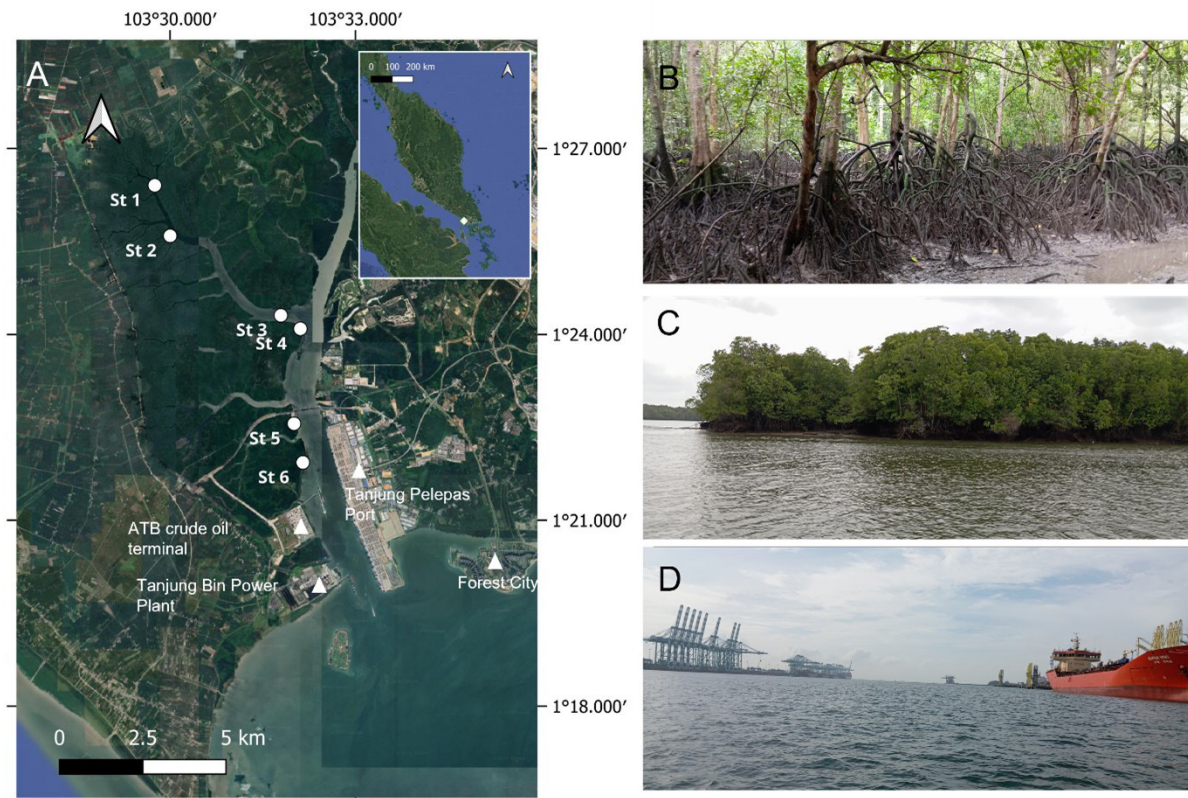 103°30.000′ 103°33.000′
A
0 100 200 km
1°27.000′
St 1
St 2
St 3
St 4
1°24.000′
St 5
St 6
Tanjung Pelepas
Port
1°21.000′
ATB crude oil
terminal
Tanjung Bin Power
Plant
Forest City
1°18.000′
0 2.5 5 km
B
C
D